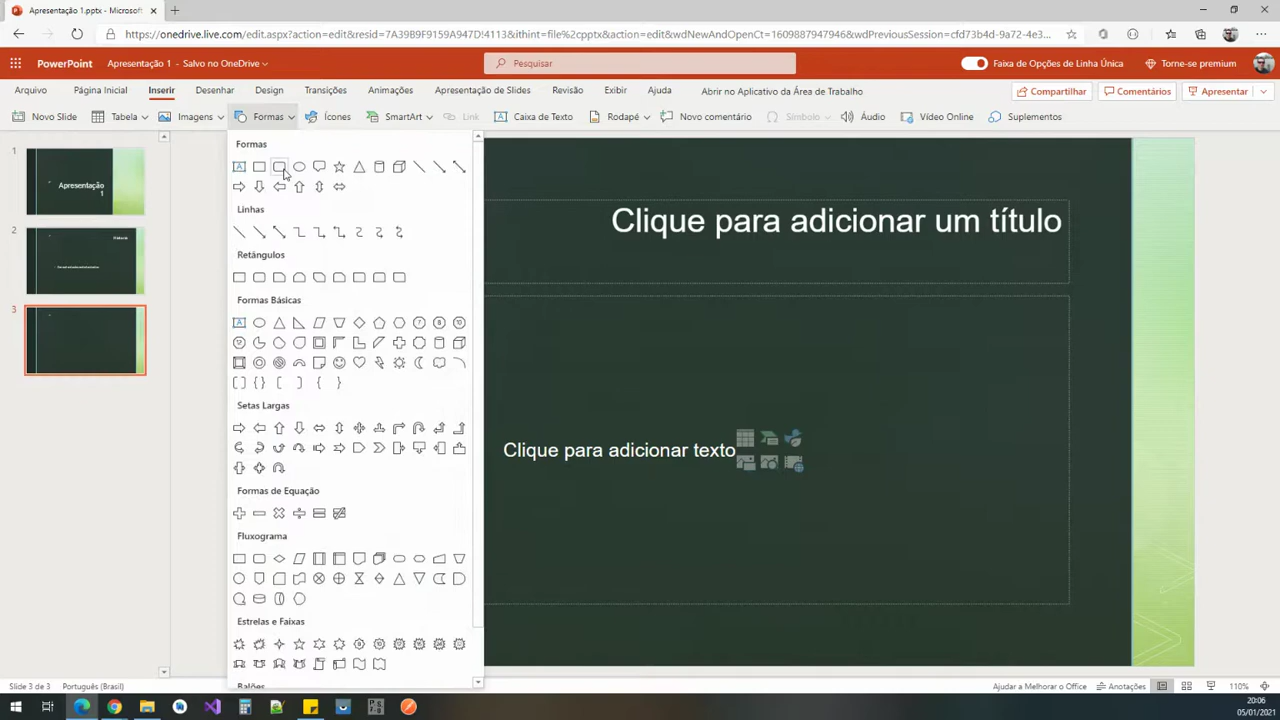 Apresentação 1.pptx - Microsoft
https://onedrive.live.com/edit.aspx?action=edit&resid=7A39B9F9159A947D!4113&ithint=file%2cpptx&action=edit&wdNewAndOpenCt=1609887947946&wdPreviousSession=cfd73b4d-9a72-4e3...
PowerPoint Apresentação 1 - Salvo no OneDrive Pesquisar Faixa de Opções de Linha Única Torne-se premium
Arquivo Página Inicial Inserir Desenhar Design Transições Animações Apresentação de Slides Revisão Exibir Ajuda Abrir no Aplicativo da Área de Trabalho Compartilhar Comentários Apresentar
Novo Slide Tabela Imagens Formas Ícones SmartArt Link Caixa de Texto Rodapé Novo comentário Símbolo Áudio Vídeo Online Suplementos
Formas
Linhas
Retângulos
Formas Básicas
Setas Largas
Formas de Equação
Fluxograma
Estrelas e Faixas
Balões
1
Apresentação
1
2
3
Clique para adicionar um título
Clique para adicionar texto
Slide 3 de 3 Português (Brasil) Ajudar a Melhorar o Office Anotações 110%
20:06
05/01/2021